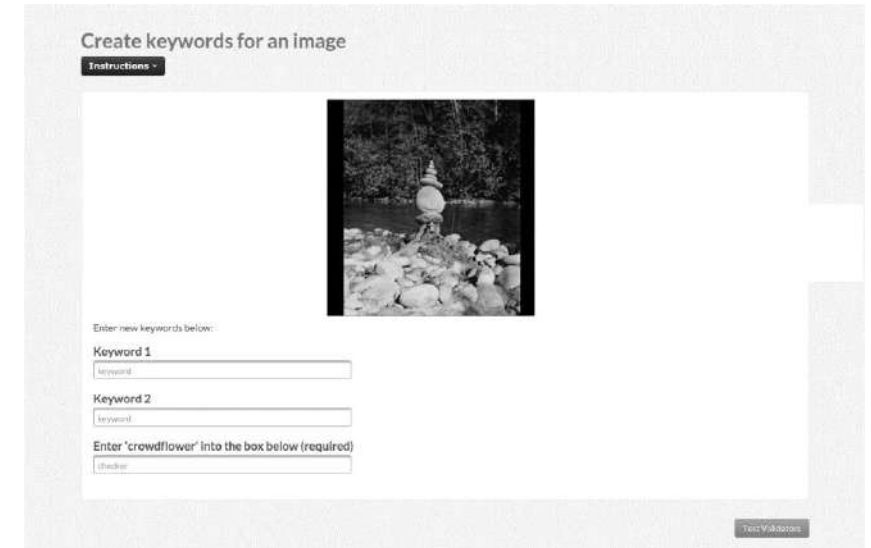 Create keywords for an image
Instructions
Enter new keywords below:
Keyword 1
keyword
Keyword 2
keyword
Enter 'crowdflower' into the box below (required)
checker
Test Validators